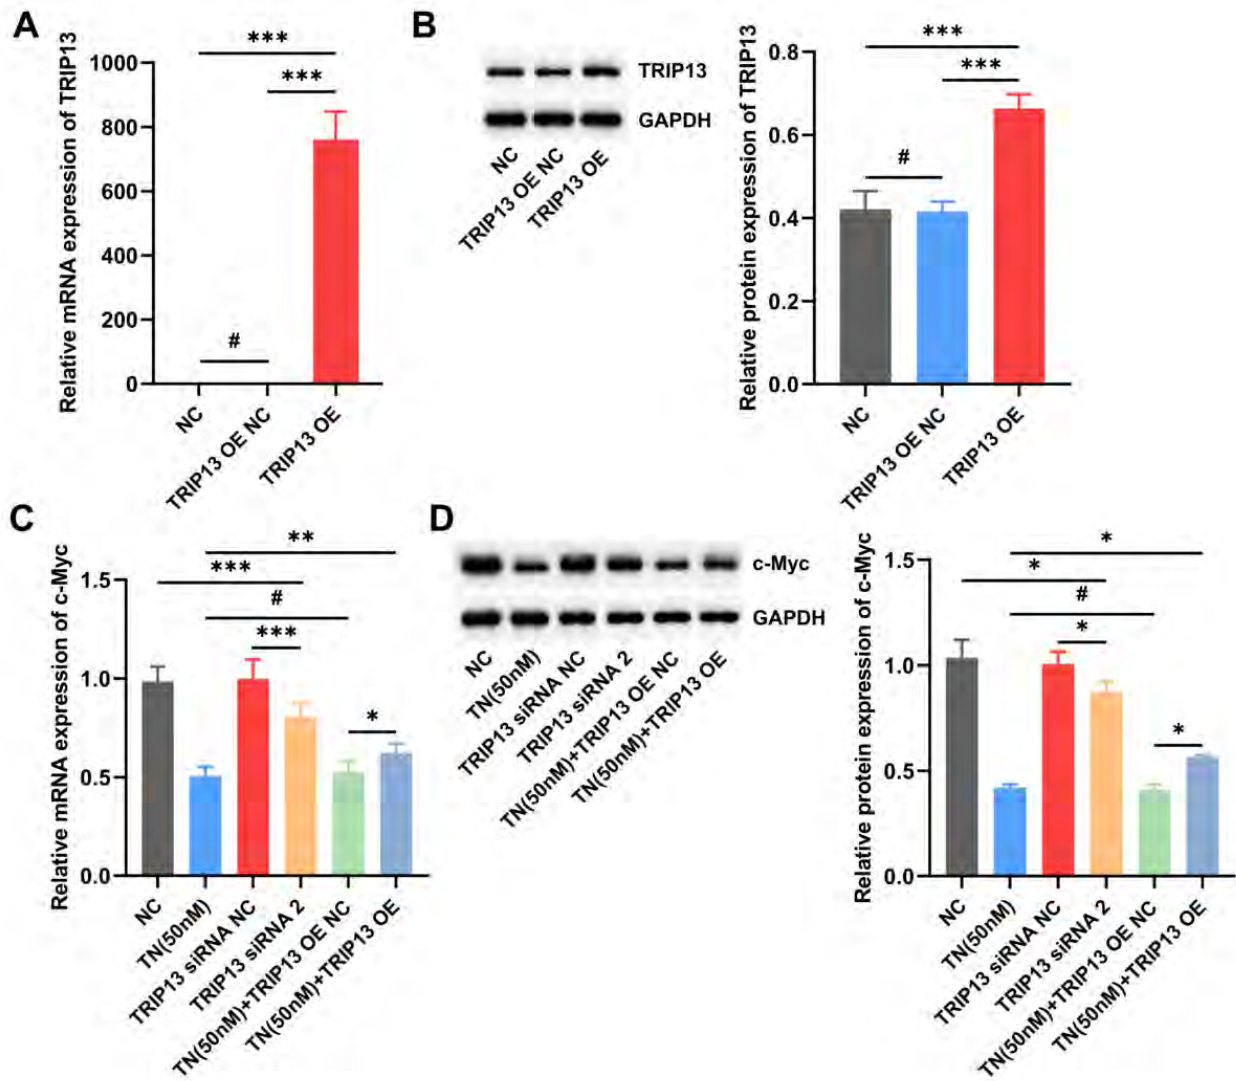 A
Relative mRNA expression of TRIP13
1000
800
600
400
200
0
***
***
#
NC
TRIP13 OE NC
TRIP13 OE
B
TRIP13
GAPDH
NC
TRIP13 OE NC
TRIP13 OE
Relative protein expression of TRIP13
0.8
0.6
0.4
0.2
0.0
***
***
#
NC
TRIP13 OE NC
TRIP13 OE
C
Relative mRNA expression of c-Myc
1.5
1.0
0.5
0.0
**
***
#
***
*
NC
TN(50nM)
TRIP13 siRNA NC
TRIP13 siRNA 2
TN(50nM)+TRIP13 OE NC
TN(50nM)+TRIP13 OE
D
c-Myc
GAPDH
NC
TN(50nM)
TRIP13 siRNA NC
TRIP13 siRNA 2
TN(50nM)+TRIP13 OE NC
TN(50nM)+TRIP13 OE
Relative protein expression of c-Myc
1.5
1.0
0.5
0.0
*
*
#
*
*
NC
TN(50nM)
TRIP13 siRNA NC
TRIP13 siRNA 2
TN(50nM)+TRIP13 OE NC
TN(50nM)+TRIP13 OE